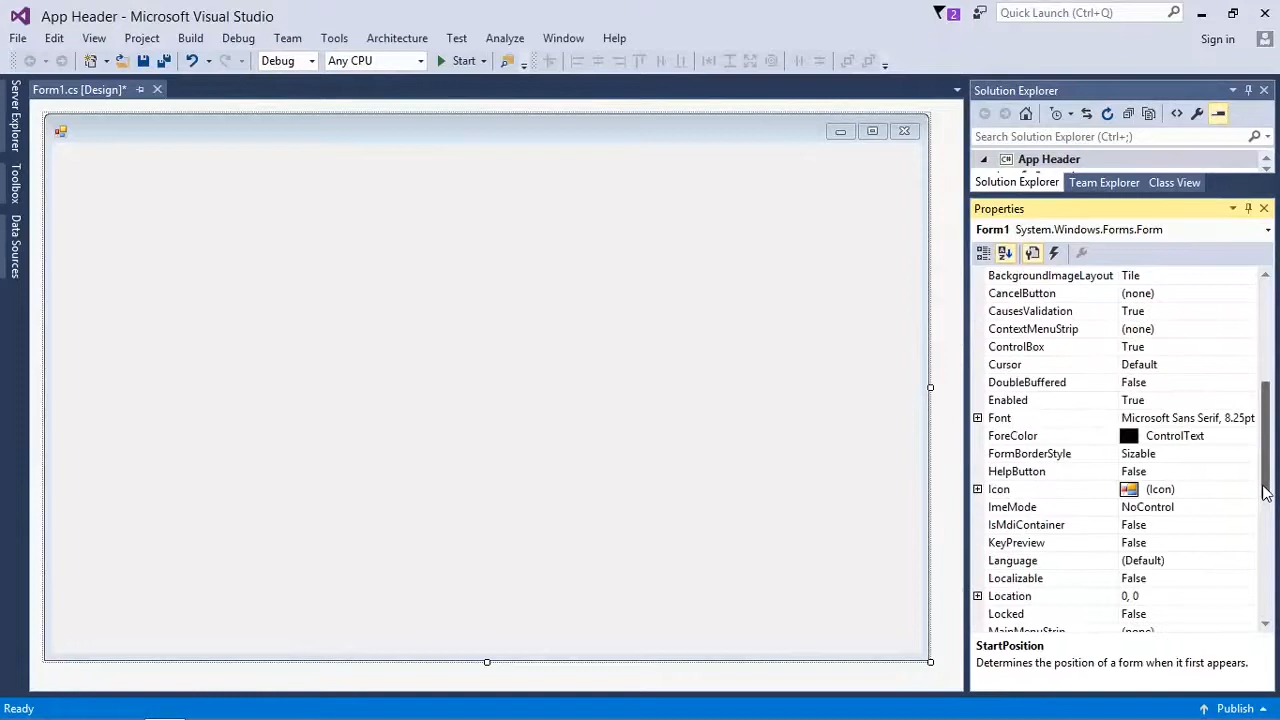 App Header - Microsoft Visual Studio
2
Quick Launch (Ctrl+Q)
File Edit View Project Build Debug Team Tools Architecture Test Analyze Window Help
Sign in
Debug Any CPU Start
Form1.cs [Design]*
Server Explorer
Toolbox
Data Sources
Solution Explorer
Search Solution Explorer (Ctrl+;)
C# App Header
Solution Explorer Team Explorer Class View
Properties
Form1 System.Windows.Forms.Form
BackgroundImageLayout Tile
CancelButton (none)
CausesValidation True
ContextMenuStrip (none)
ControlBox True
Cursor Default
DoubleBuffered False
Enabled True
Font Microsoft Sans Serif, 8.25pt
ForeColor ControlText
FormBorderStyle Sizable
HelpButton False
Icon (Icon)
ImeMode NoControl
IsMdiContainer False
KeyPreview False
Language (Default)
Localizable False
Location 0, 0
Locked False
MainMenuStrip (none)
StartPosition
Determines the position of a form when it first appears.
Ready
Publish